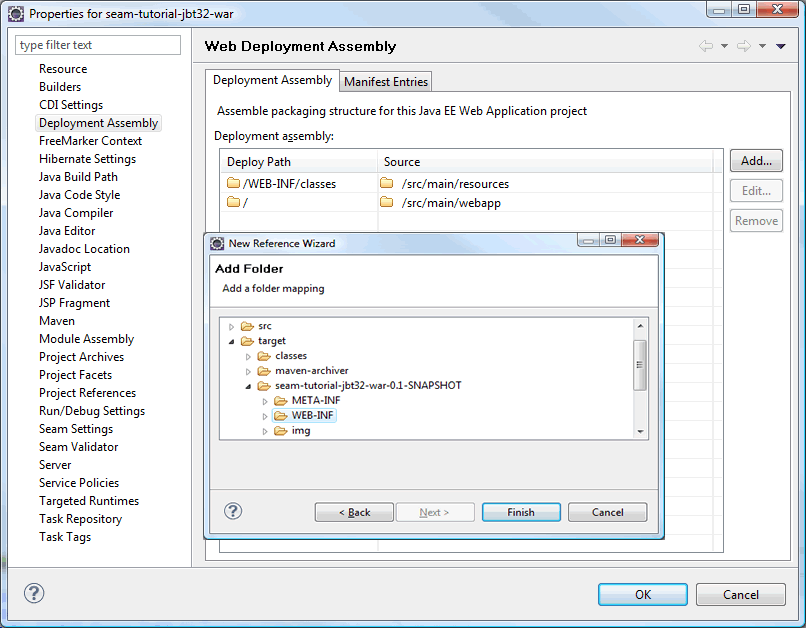 Properties for seam-tutorial-jbt32-war
type filter text
Resource
Builders
CDI Settings
Deployment Assembly
FreeMarker Context
Hibernate Settings
Java Build Path
Java Code Style
Java Compiler
Java Editor
Javadoc Location
JavaScript
JSF Validator
JSP Fragment
Maven
Module Assembly
Project Archives
Project Facets
Project References
Run/Debug Settings
Seam Settings
Seam Validator
Server
Service Policies
Targeted Runtimes
Task Repository
Task Tags
Web Deployment Assembly
Deployment Assembly Manifest Entries
Assemble packaging structure for this Java EE Web Application project
Deployment assembly:
Deploy Path Source
/WEB-INF/classes /src/main/resources
/ /src/main/webapp
Add...
Edit...
Remove
New Reference Wizard
Add Folder
Add a folder mapping
src
target
classes
maven-archiver
seam-tutorial-jbt32-war-0.1-SNAPSHOT
META-INF
WEB-INF
img
? < Back Next > Finish Cancel
? OK Cancel